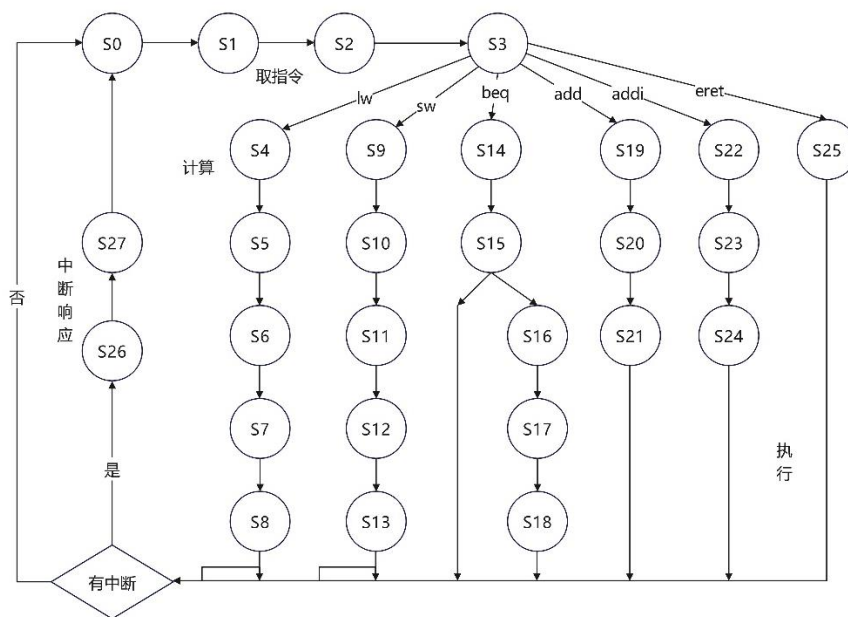 S0
S1
S2
S3
取指令
lw
sw
beq
add
addi
eret
S4
S9
S14
S19
S22
S25
计算
S27
S5
S10
S15
S20
S23
中断响应
否
S26
S6
S11
S16
S21
S24
S7
S12
S17
执行
是
S8
S13
S18
有中断